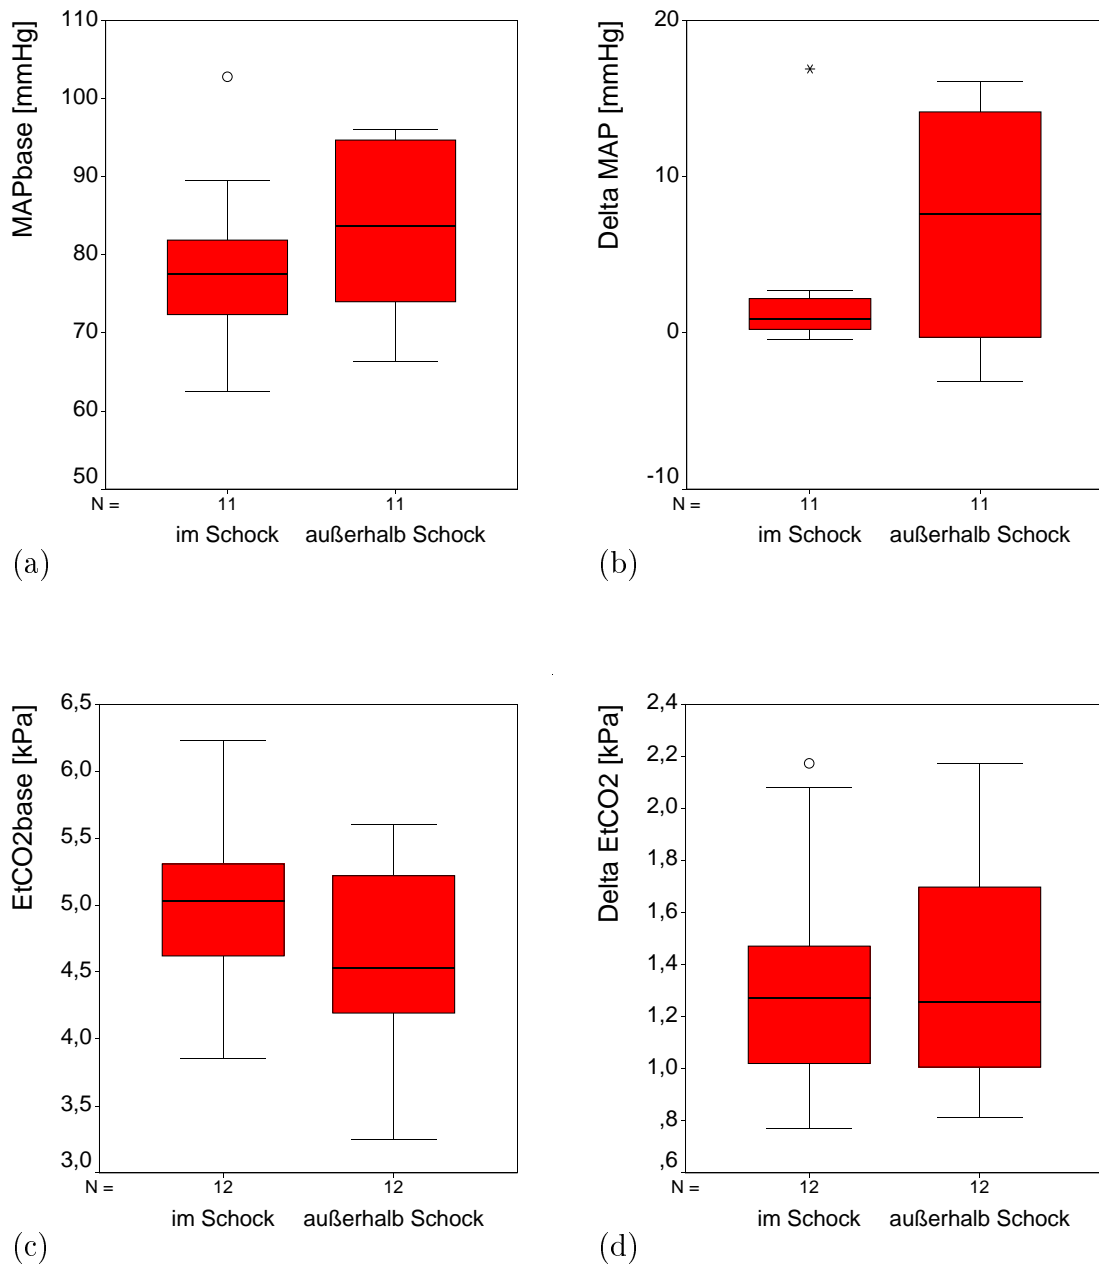 MAPbase [mmHg]
110
100
90
80
70
60
50
N =
11
11
im Schock
außerhalb Schock
(a)
Delta MAP [mmHg]
20
10
0
-10
N =
11
11
im Schock
außerhalb Schock
(b)
EtCO2base [kPa]
6,5
6,0
5,5
5,0
4,5
4,0
3,5
3,0
N =
12
12
im Schock
außerhalb Schock
(c)
Delta EtCO2 [kPa]
2,4
2,2
2,0
1,8
1,6
1,4
1,2
1,0
,8
,6
N =
12
12
im Schock
außerhalb Schock
(d)